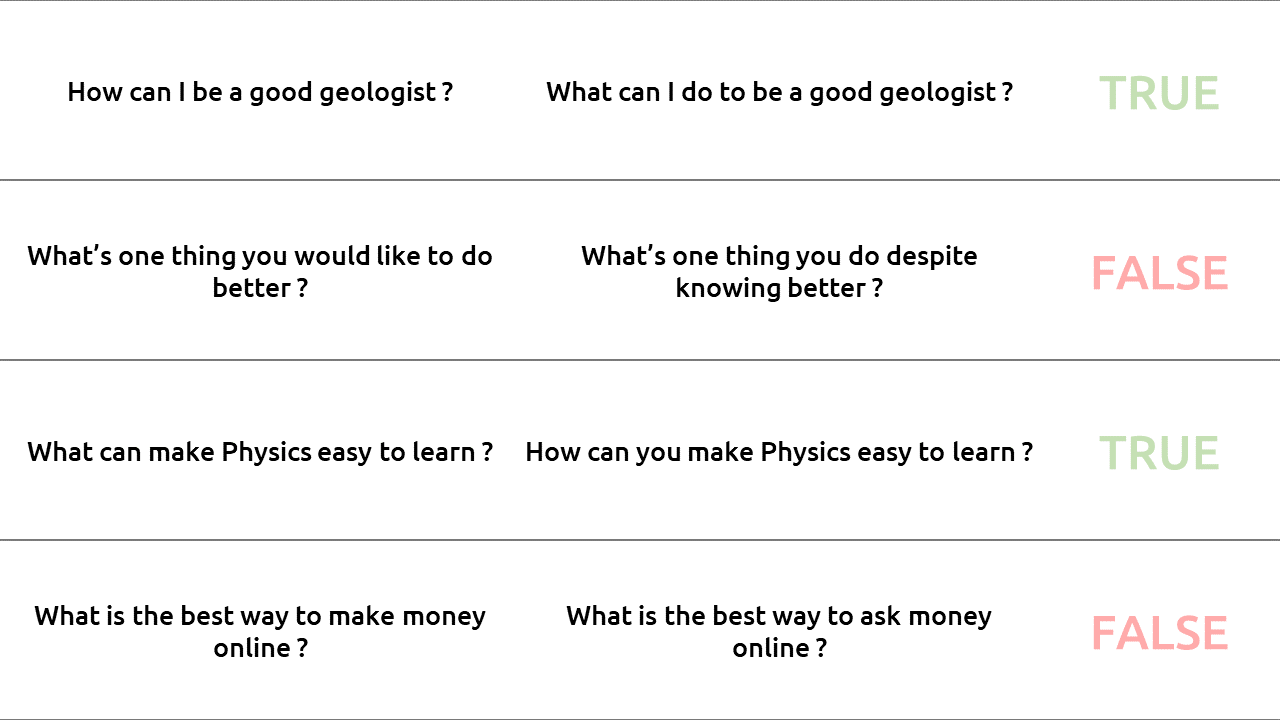 How can I be a good geologist ?
What can I do to be a good geologist ?
TRUE
What’s one thing you would like to do
better ?
What’s one thing you do despite
knowing better ?
FALSE
What can make Physics easy to learn ?
How can you make Physics easy to learn ?
TRUE
What is the best way to make money
online ?
What is the best way to ask money
online ?
FALSE